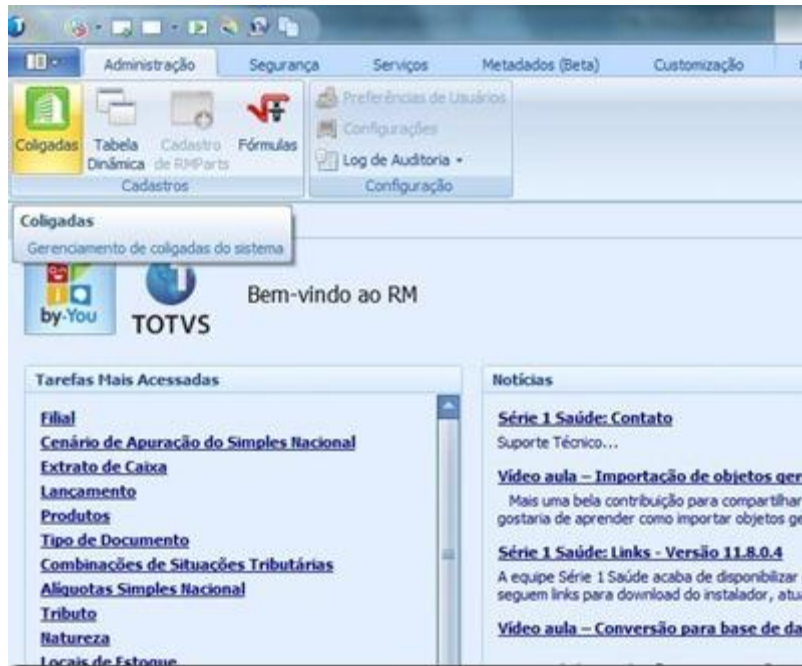 Administração Segurança Serviços Metadados (Beta) Customização
Coligadas
Tabela Dinâmica
Cadastro de RMParts
Fórmulas
Preferências de Usuários
Configurações
Log de Auditoria
Cadastros
Configuração
Coligadas
Gerenciamento de coligadas do sistema
by-You
TOTVS
Bem-vindo ao RM
Tarefas Mais Acessadas
Filial
Cenário de Apuração do Simples Nacional
Extrato de Caixa
Lançamento
Produtos
Tipo de Documento
Combinações de Situações Tributárias
Alíquotas Simples Nacional
Tributo
Natureza
Locais de Estoque
Notícias
Série 1 Saúde: Contato
Suporte Técnico...
Vídeo aula – Importação de objetos ger
Mais uma bela contribuição para compartilhar
gostaria de aprender como importar objetos ge
Série 1 Saúde: Links - Versão 11.8.0.4
A equipe Série 1 Saúde acaba de disponibilizar
seguem links para download do instalador, atua
Vídeo aula – Conversão para base de da